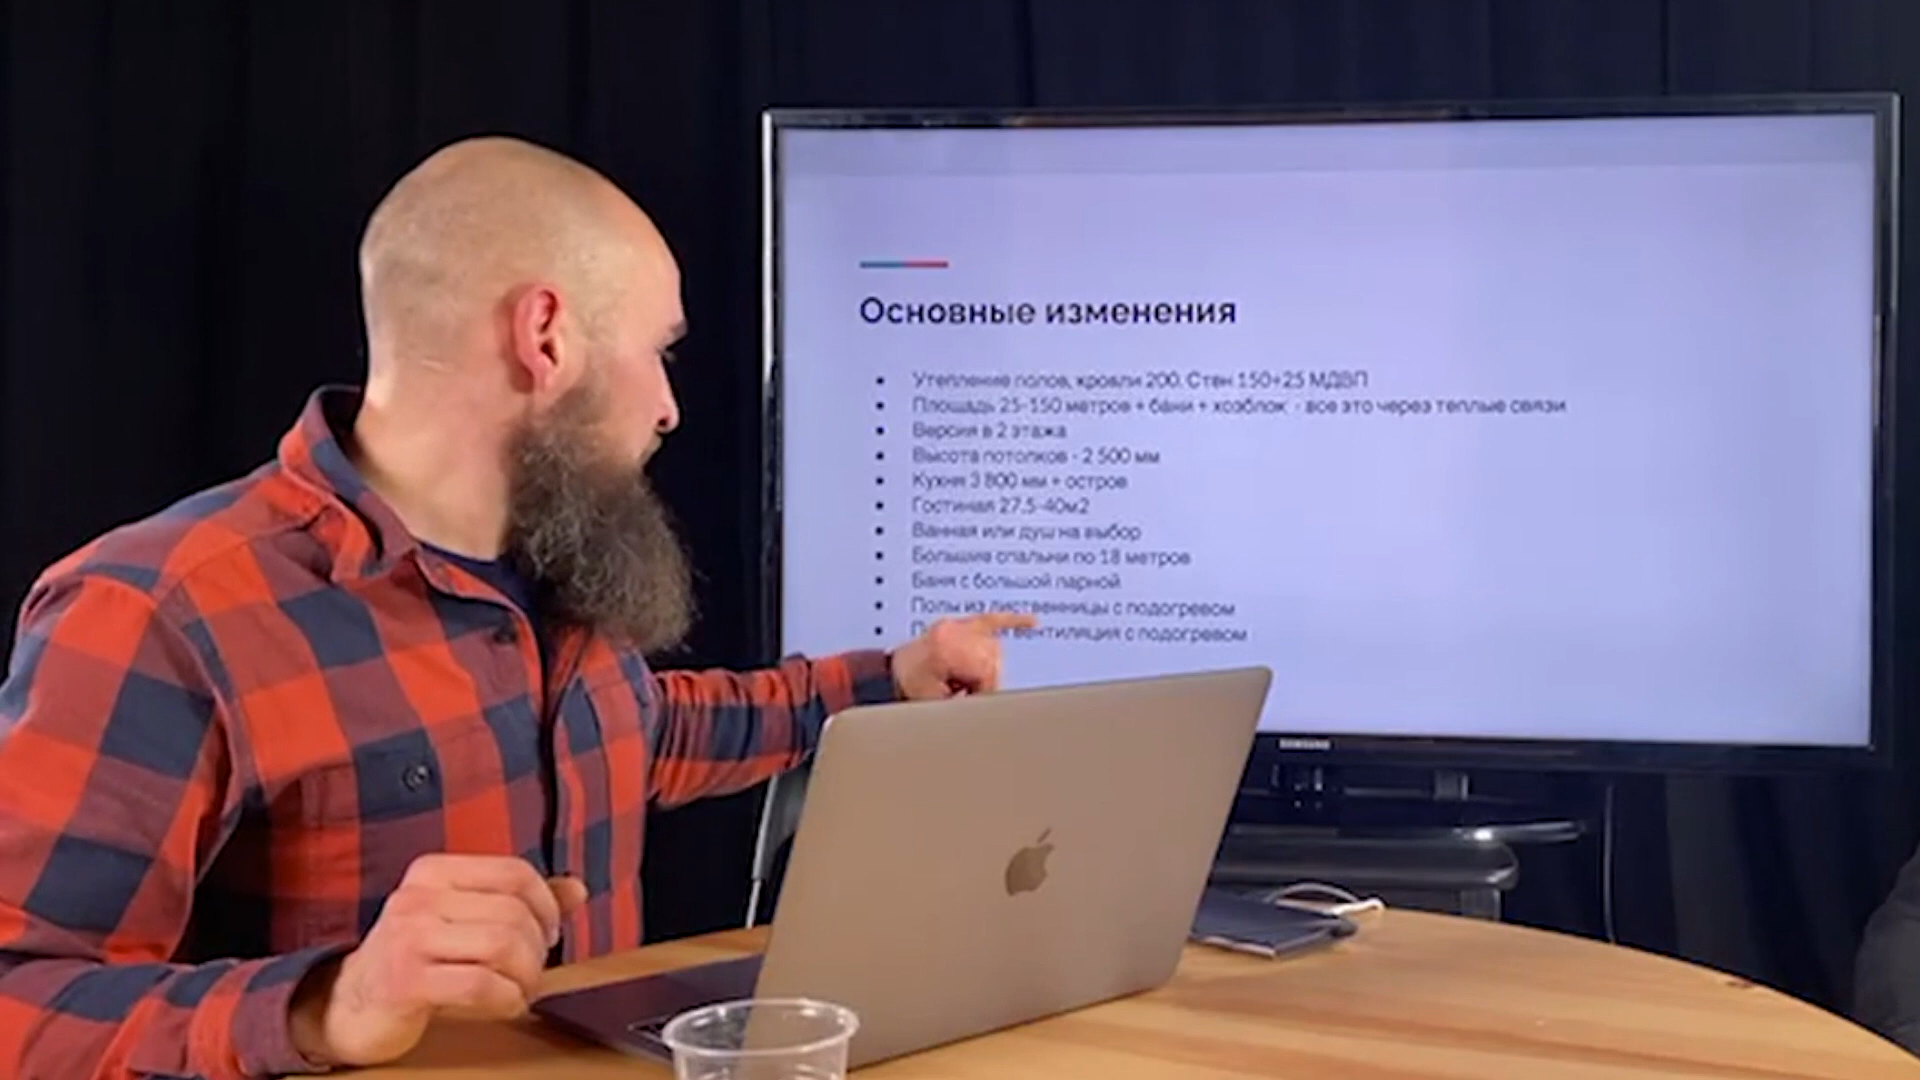 Основные изменения
Утепление полов, кровли 200. Стен 150+25 МДВП
Площадь 25-150 метров + бани + хозблок - все это через теплые связи
Версия в 2 этажа
Высота потолков - 2 500 мм
Кухня 3 800 мм + остров
Гостиная 27.5-40м2
Ванная или душ на выбор
Большие спальни по 18 метров
Баня с большой парной
Полы из лиственницы с подогревом
вентиляция с подогревом
SAMSUNG